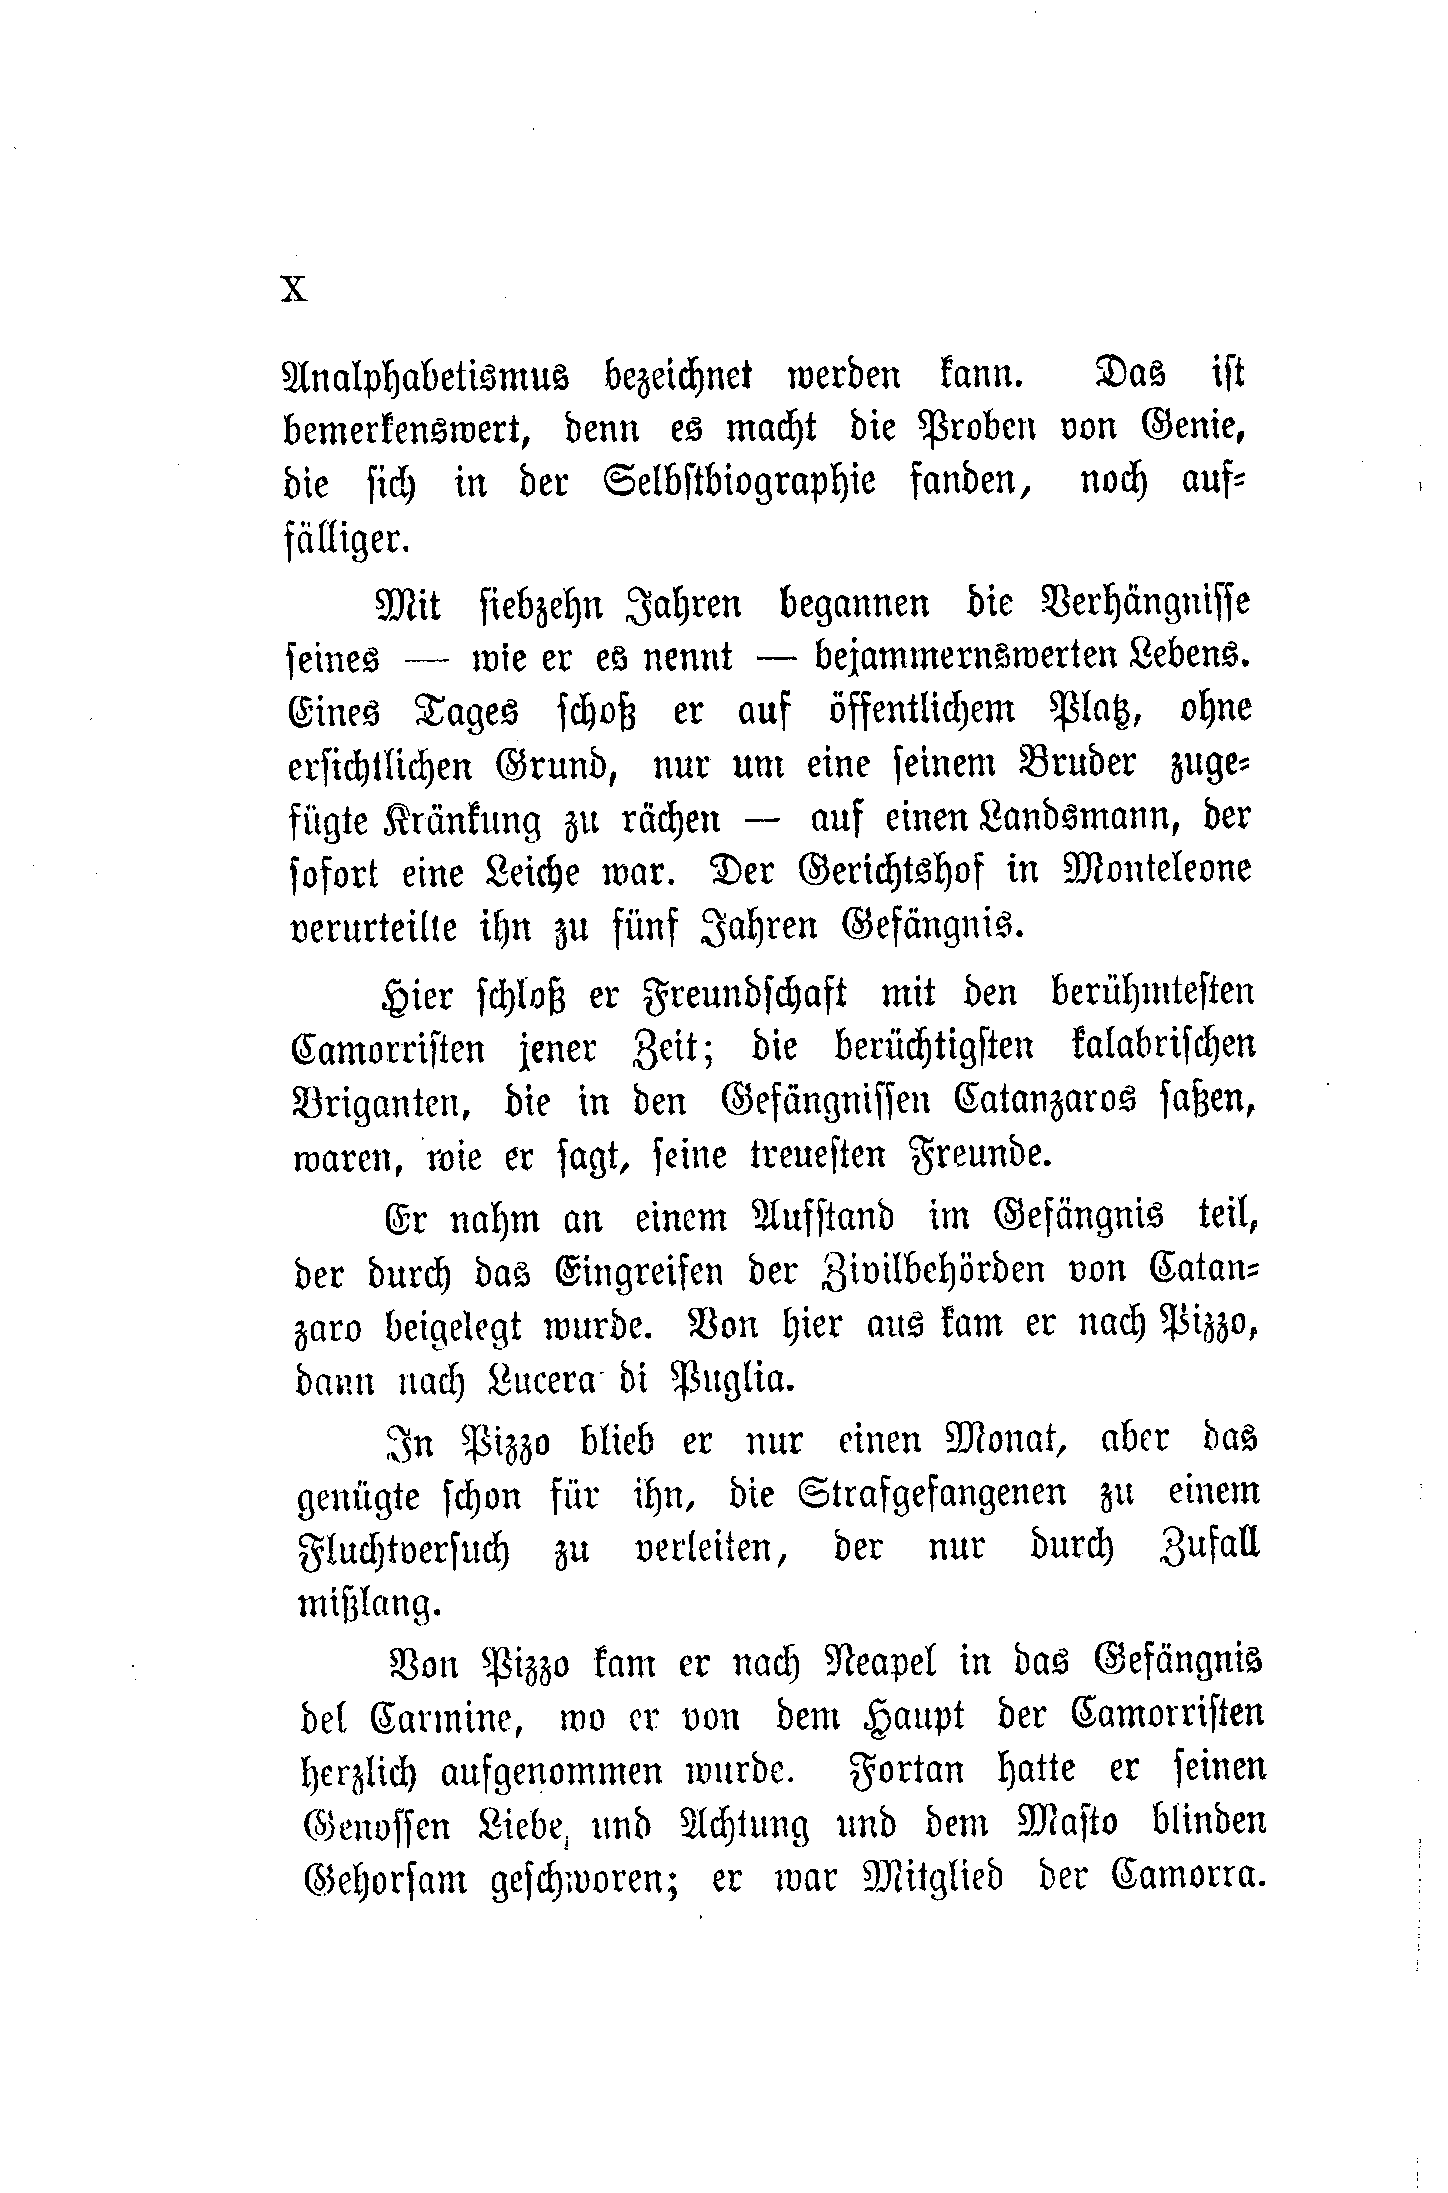 X
Analphabetismus bezeichnet werden kann. Das ist
bemerkenswert, denn es macht die Proben von Genie,
die sich in der Selbstbiographie fanden, noch auf-
fälliger.
Mit siebzehn Jahren begannen die Verhängnisse
seines — wie er es nennt — bejammernswerten Lebens.
Eines Tages schoß er auf öffentlichem Platz, ohne
ersichtlichen Grund, nur um eine seinem Bruder zuge-
fügte Kränkung zu rächen — auf einen Landsmann, der
sofort eine Leiche war. Der Gerichtshof in Monteleone
verurteilte ihn zu fünf Jahren Gefängnis.
Hier schloß er Freundschaft mit den berühmtesten
Camorristen jener Zeit; die berüchtigsten kalabrischen
Briganten, die in den Gefängnissen Catanzaros saßen,
waren, wie er sagt, seine treuesten Freunde.
Er nahm an einem Aufstand im Gefängnis teil,
der durch das Eingreifen der Zivilbehörden von Catan-
zaro beigelegt wurde. Von hier aus kam er nach Pizzo,
dann nach Lucera di Puglia.
In Pizzo blieb er nur einen Monat, aber das
genügte schon für ihn, die Strafgefangenen zu einem
Fluchtversuch zu verleiten, der nur durch Zufall
mißlang.
Von Pizzo kam er nach Neapel in das Gefängnis
del Carmine, wo er von dem Haupt der Camorristen
herzlich aufgenommen wurde. Fortan hatte er seinen
Genossen Liebe, und Achtung und dem Masto blinden
Gehorsam geschworen; er war Mitglied der Camorra.